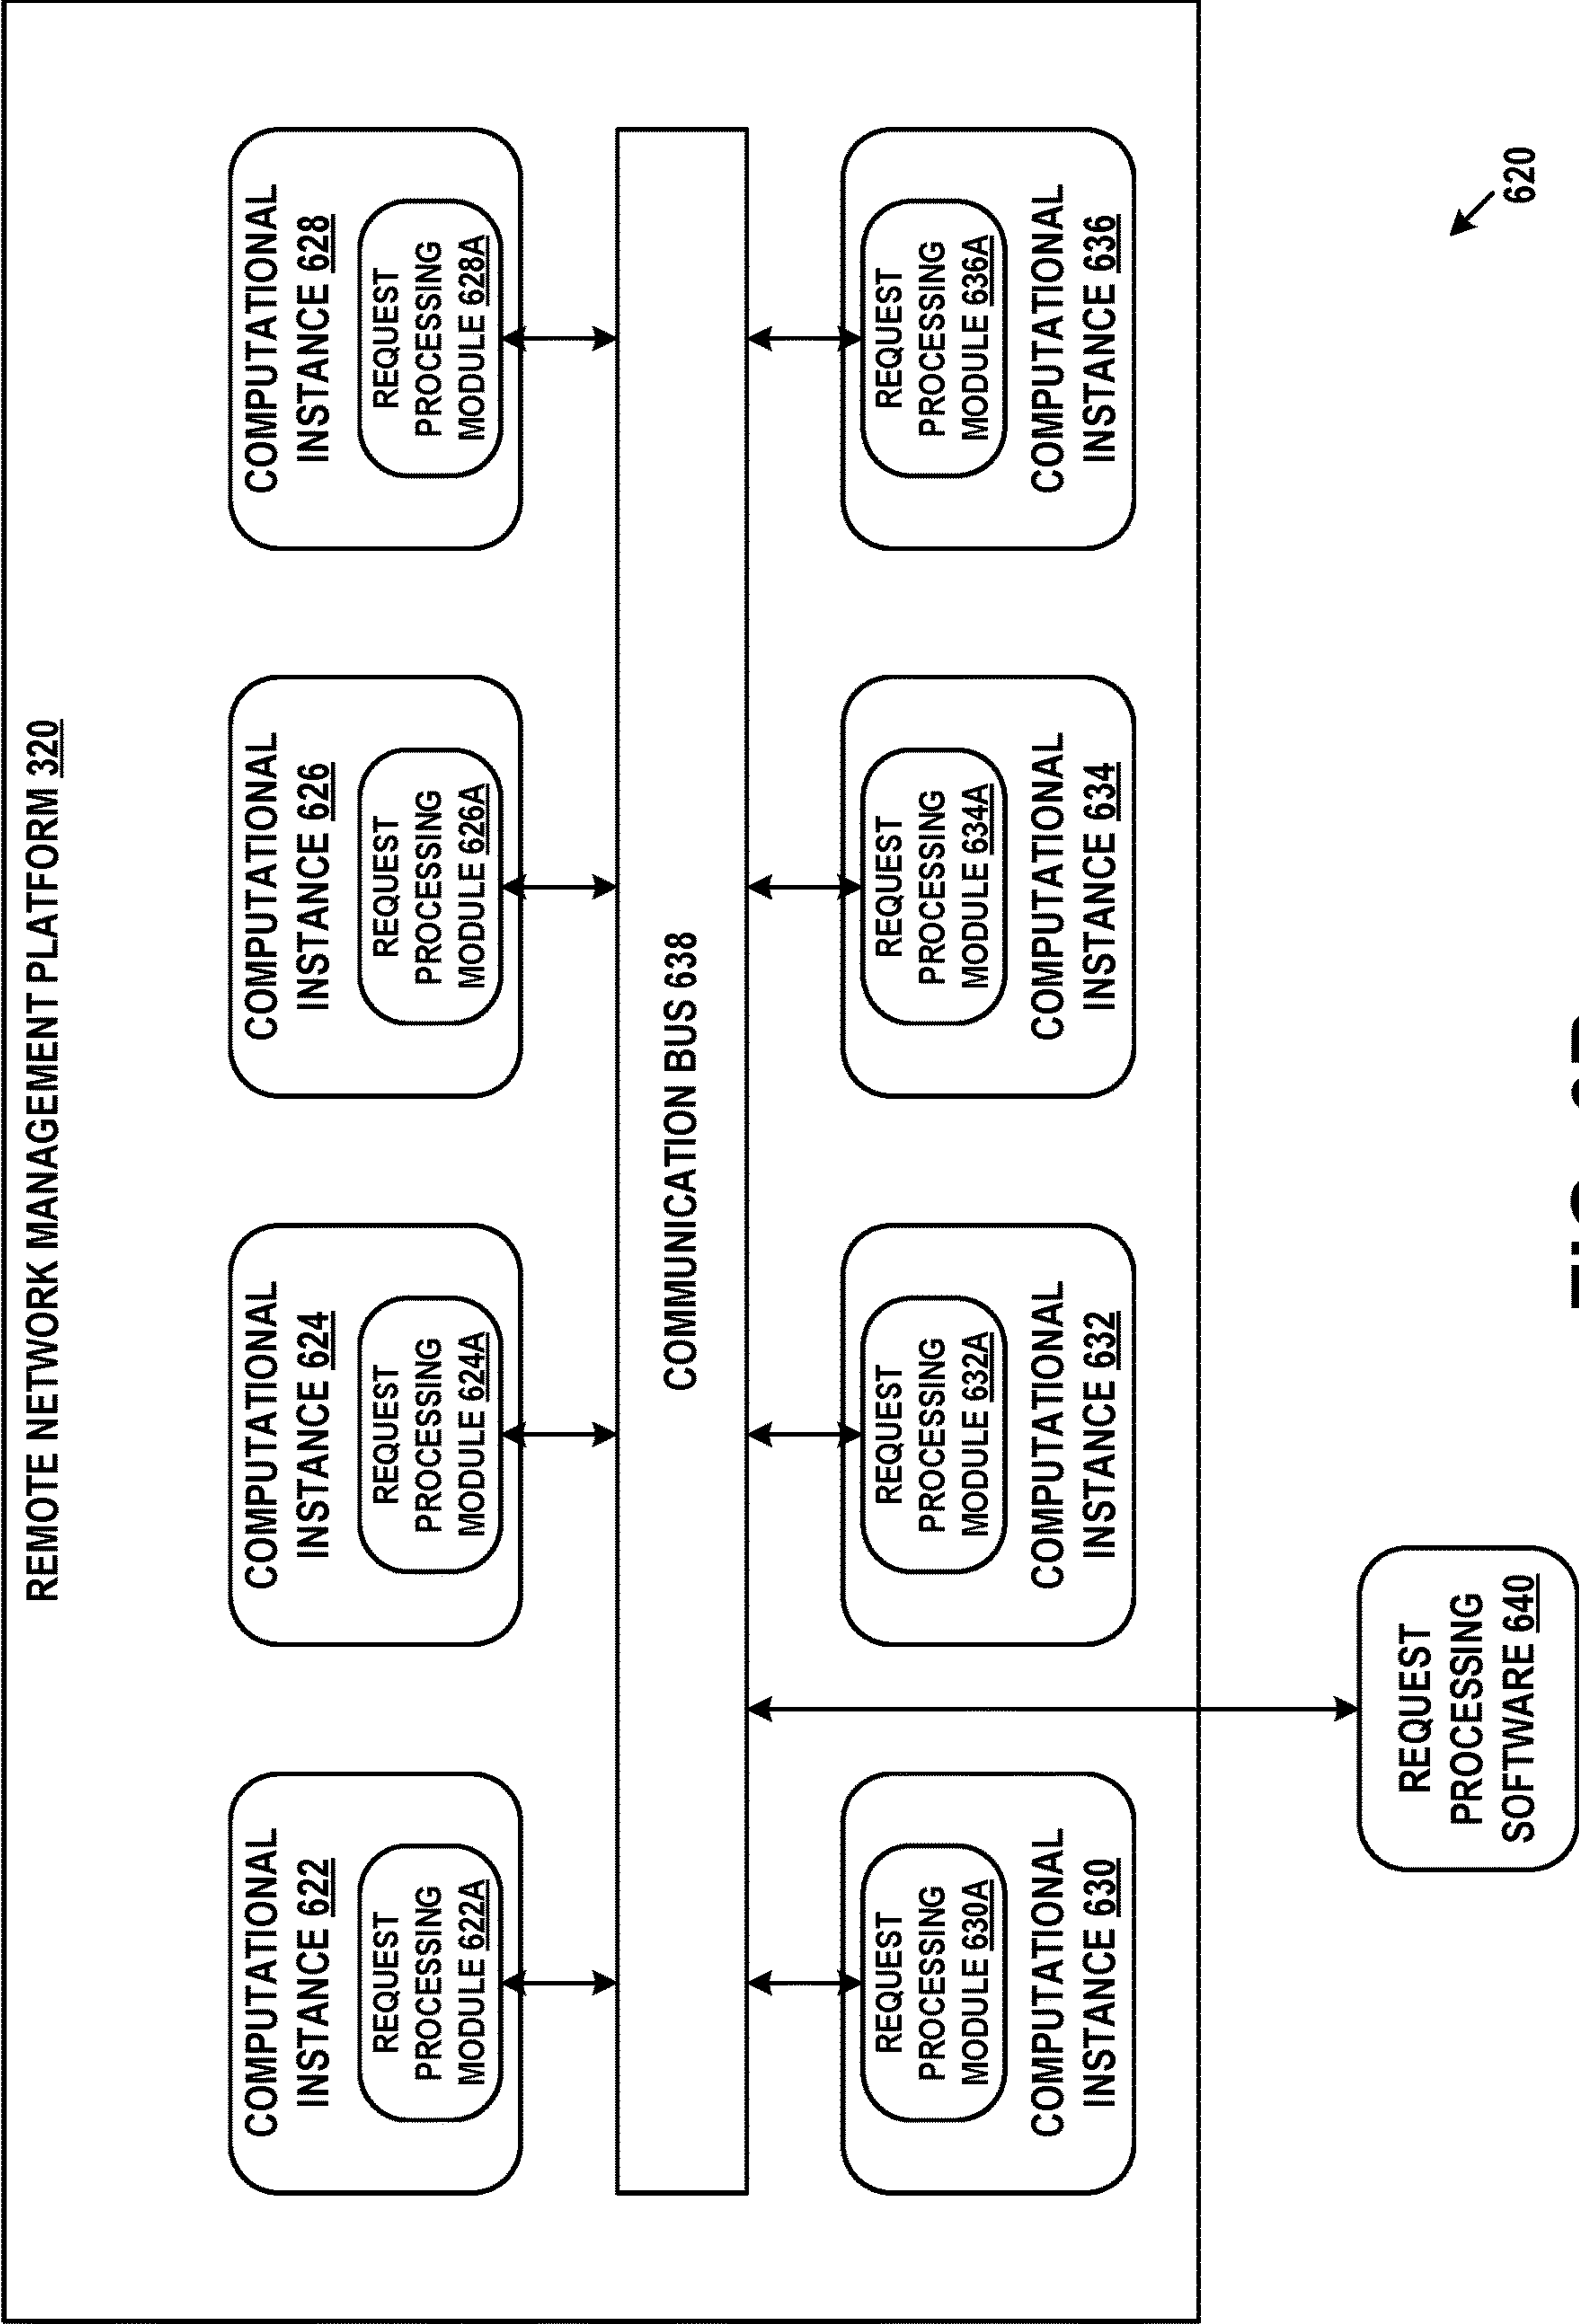 REMOTE NETWORK MANAGEMENT PLATFORM 320
COMPUTATIONAL
INSTANCE 622
REQUEST
PROCESSING
MODULE 622A
COMPUTATIONAL
INSTANCE 624
REQUEST
PROCESSING
MODULE 624A
COMPUTATIONAL
INSTANCE 626
REQUEST
PROCESSING
MODULE 626A
COMPUTATIONAL
INSTANCE 628
REQUEST
PROCESSING
MODULE 628A
COMMUNICATION BUS 638
REQUEST
PROCESSING
MODULE 630A
COMPUTATIONAL
INSTANCE 630
REQUEST
PROCESSING
MODULE 632A
COMPUTATIONAL
INSTANCE 632
REQUEST
PROCESSING
MODULE 634A
COMPUTATIONAL
INSTANCE 634
REQUEST
PROCESSING
MODULE 636A
COMPUTATIONAL
INSTANCE 636
REQUEST
PROCESSING
SOFTWARE 640
620